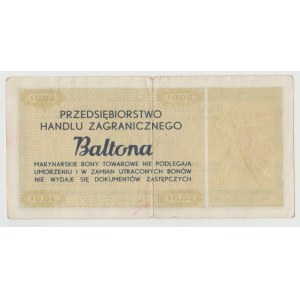 PRZEDSIĘBIORSTWO
HANDLU ZAGRANICZNEGO
Baltona
MARYNARSKIE BONY TOWAROWE NIE PODLEGAJĄ
UMORZENIU I W ZAMIAN UTRACONYCH BONÓW
NIE WYDAJE SIĘ DOKUMENTÓW ZASTĘPCZYCH